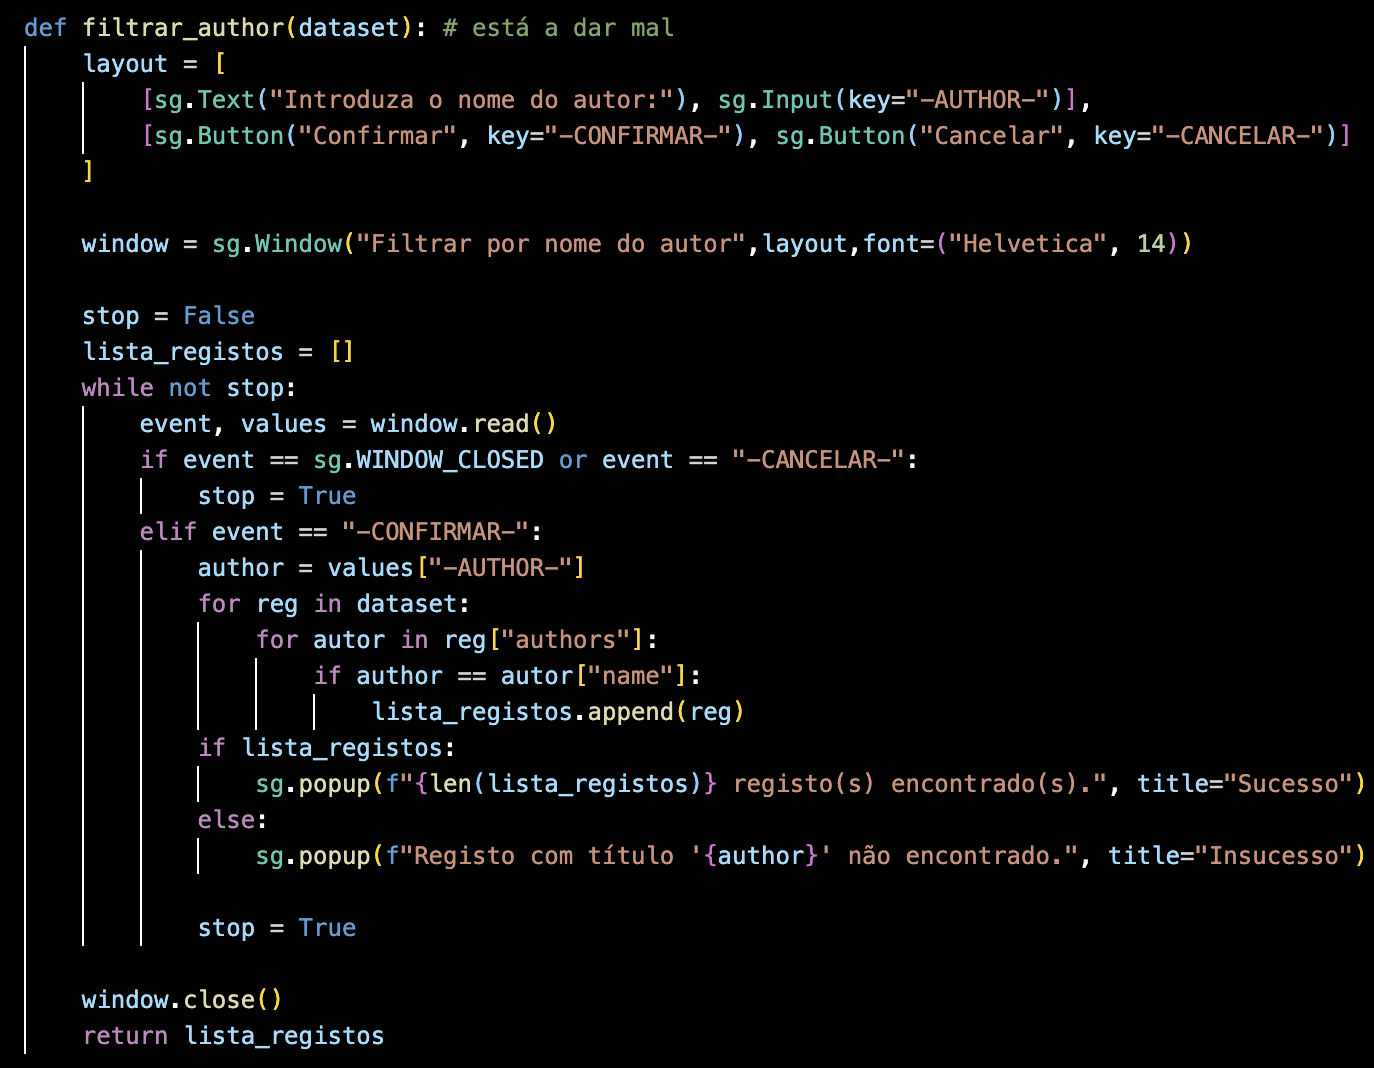 def filtrar_author(dataset): # está a dar mal
    layout = [
        [sg.Text("Introduza o nome do autor:"), sg.Input(key="-AUTHOR-")],
        [sg.Button("Confirmar", key="-CONFIRMAR-"), sg.Button("Cancelar", key="-CANCELAR-")]
    ]

    window = sg.Window("Filtrar por nome do autor",layout,font=("Helvetica", 14))

    stop = False
    lista_registos = []
    while not stop:
        event, values = window.read()
        if event == sg.WINDOW_CLOSED or event == "-CANCELAR-":
            stop = True
        elif event == "-CONFIRMAR-":
            author = values["-AUTHOR-"]
            for reg in dataset:
                for autor in reg["authors"]:
                    if author == autor["name"]:
                        lista_registos.append(reg)
            if lista_registos:
                sg.popup(f"{len(lista_registos)} registo(s) encontrado(s).", title="Sucesso")
            else:
                sg.popup(f"Registo com título '{author}' não encontrado.", title="Insucesso")

            stop = True

    window.close()
    return lista_registos